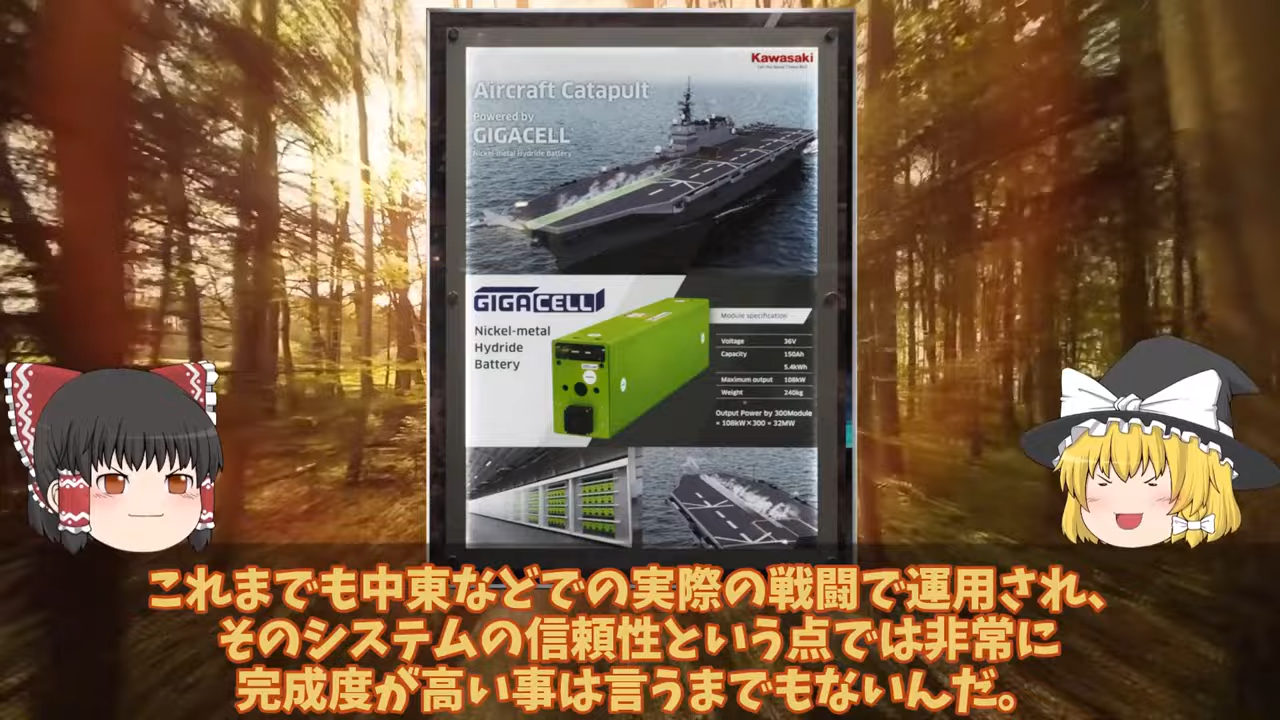 Kawasaki
Aircraft Catapult
Powered by
GIGACELL
Nickel-metal Hydride Battery
GIGACELL
Nickel-metal
Hydride
Battery
Module specification
Voltage 36V
Capacity 150Ah
5.4kWh
Maximum output 108kW
Weight 240kg
Output Power by 300Module
= 108kW×300 = 32MW
これまでも中東などでの実際の戦闘で運用され、
そのシステムの信頼性という点では非常に
完成度が高い事は言うまでもないんだ。